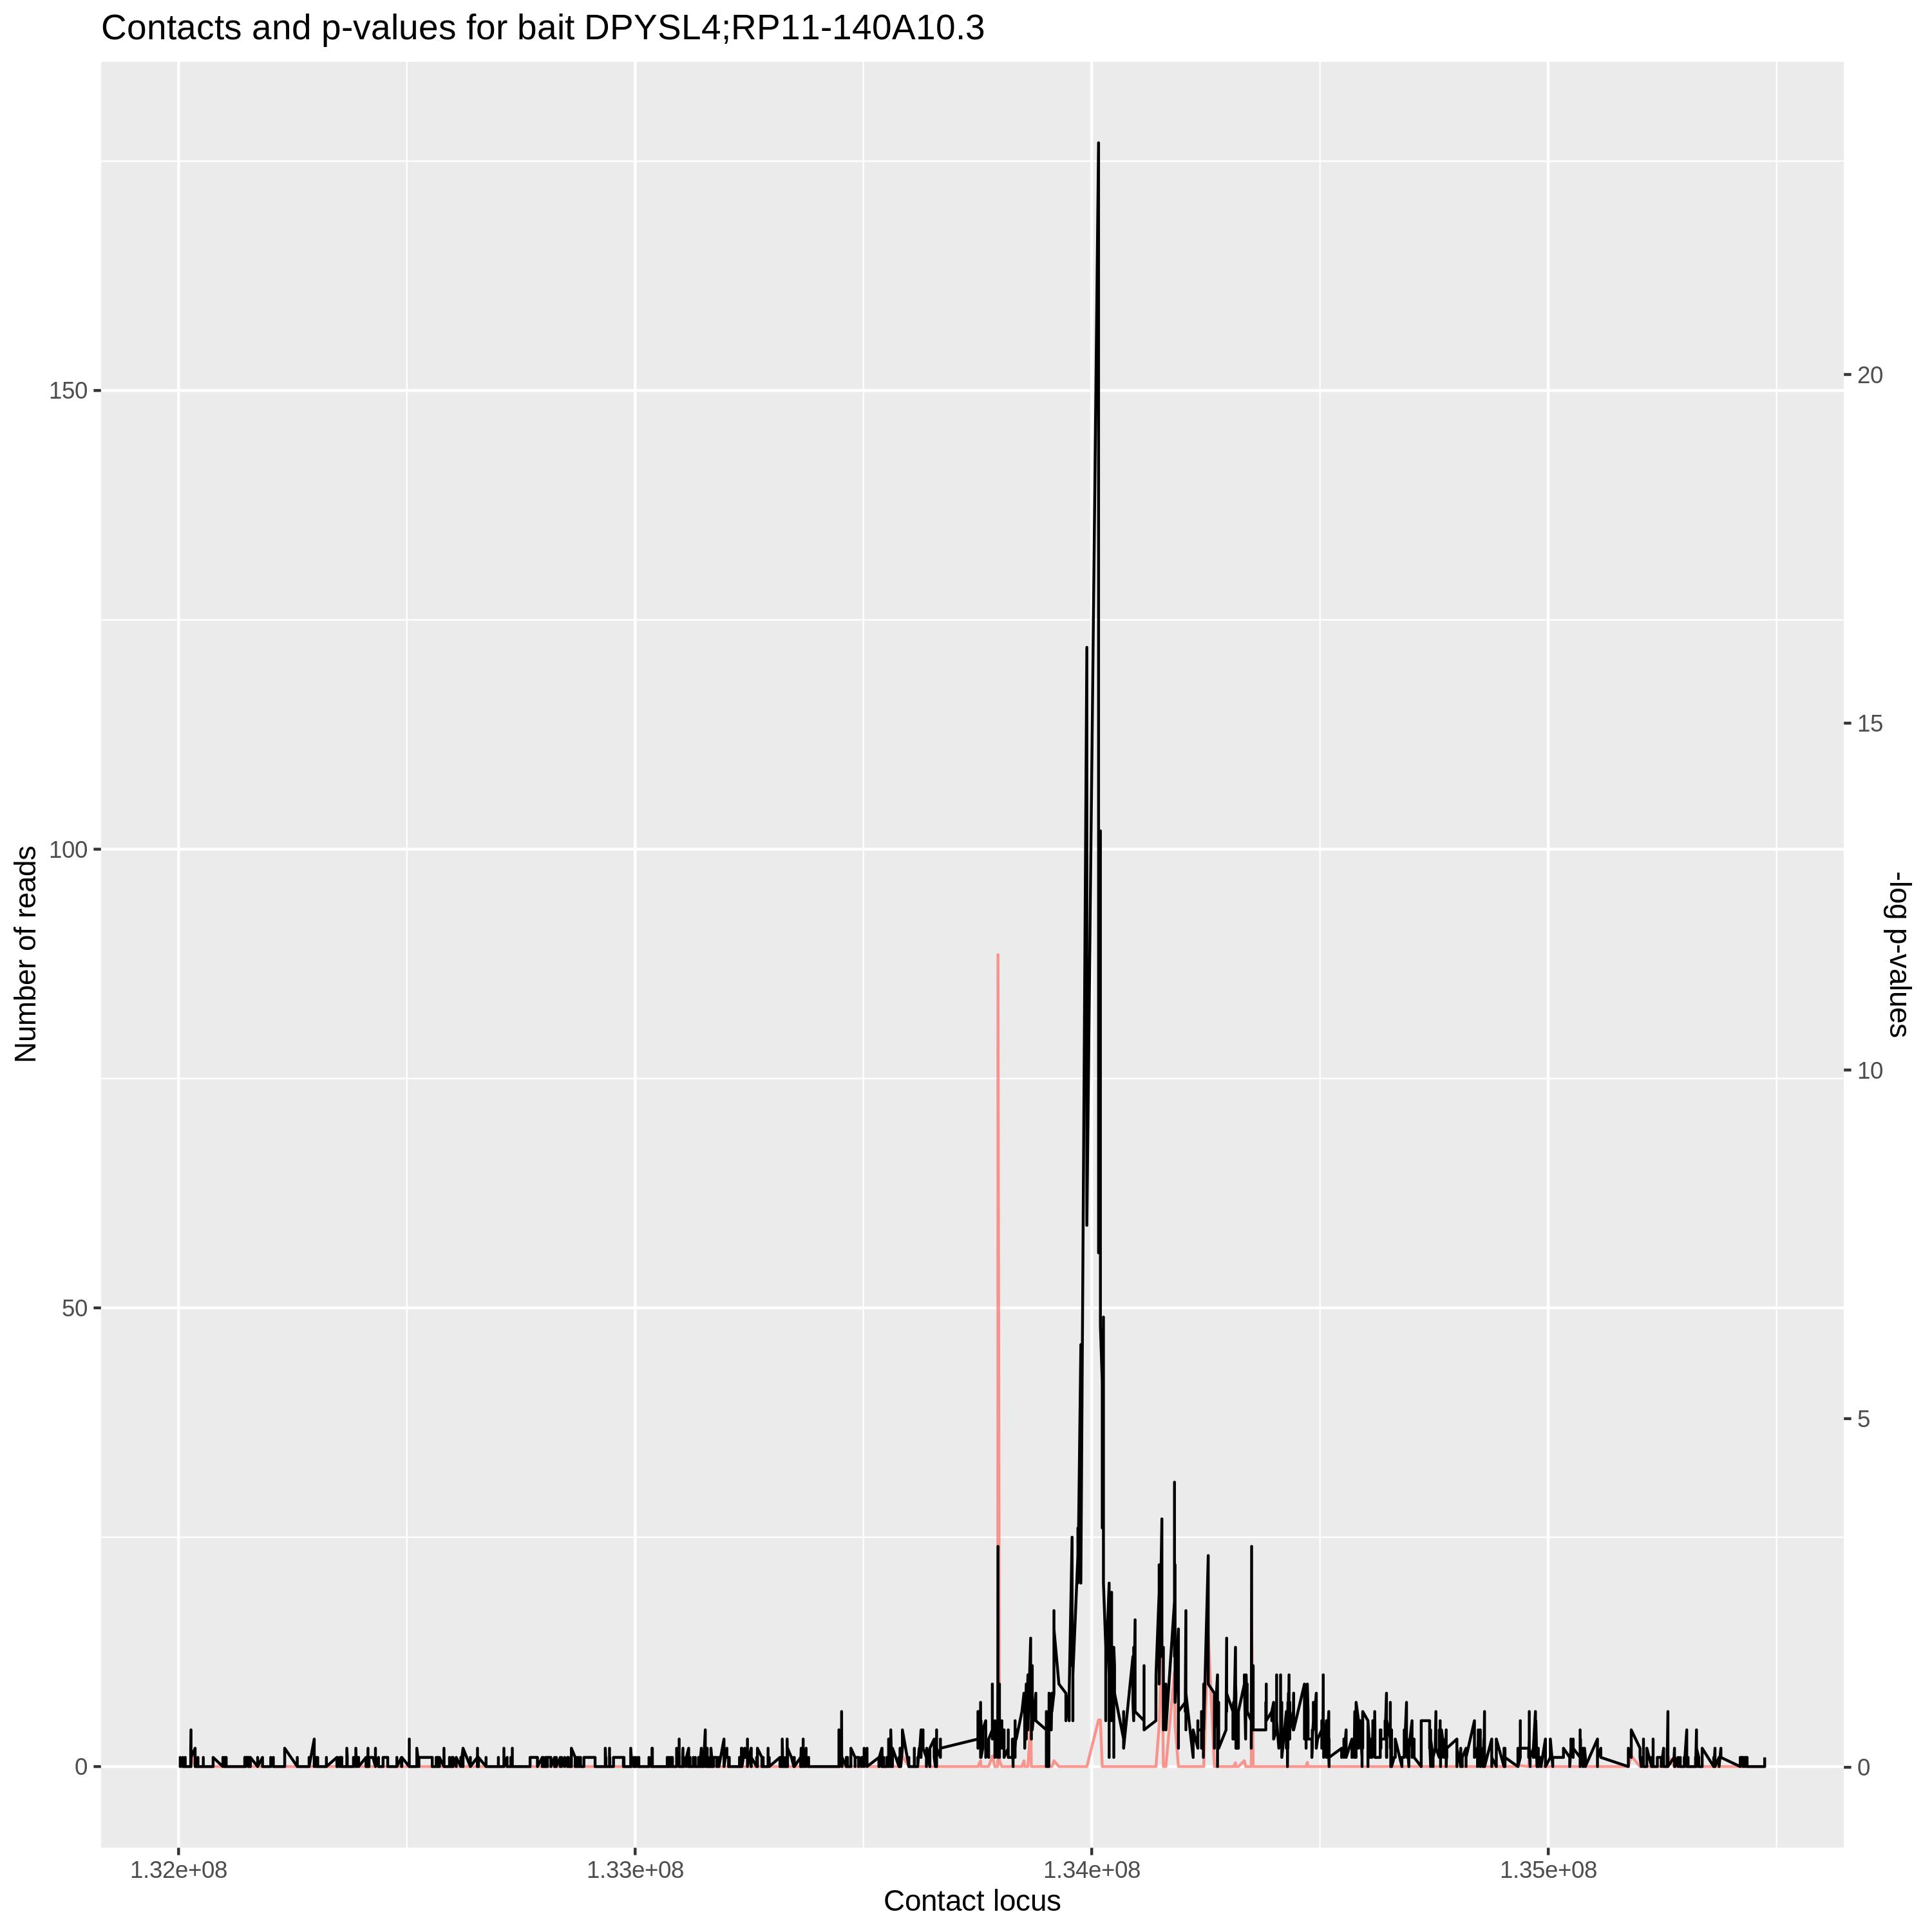 Contacts and p-values for bait DPYSL4;RP11-140A10.3
Number of reads
150
100
50
0
20
15
10
5
0
-log p-values
1.32e+08
1.33e+08
1.34e+08
1.35e+08
Contact locus